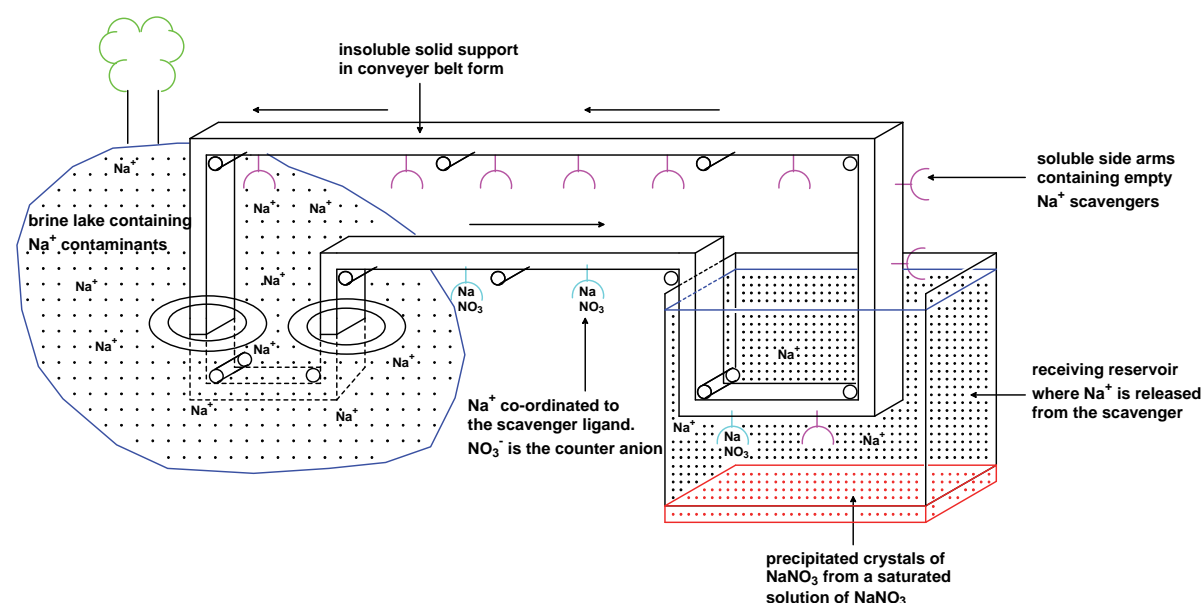 insoluble solid support
in conveyer belt form
Na⁺
soluble side arms
containing empty
Na⁺ scavengers
brine lake containing
Na⁺ contaminants
Na⁺
Na⁺
Na⁺
Na⁺
Na
NO₃
Na
NO₃
Na⁺
Na⁺
Na⁺
Na⁺
Na⁺
Na⁺
Na⁺ co-ordinated to
the scavenger ligand.
NO₃⁻ is the counter anion
receiving reservoir
where Na⁺ is released
from the scavenger
Na⁺
Na
NO₃
Na⁺
precipitated crystals of
NaNO₃ from a saturated
solution of NaNO₃